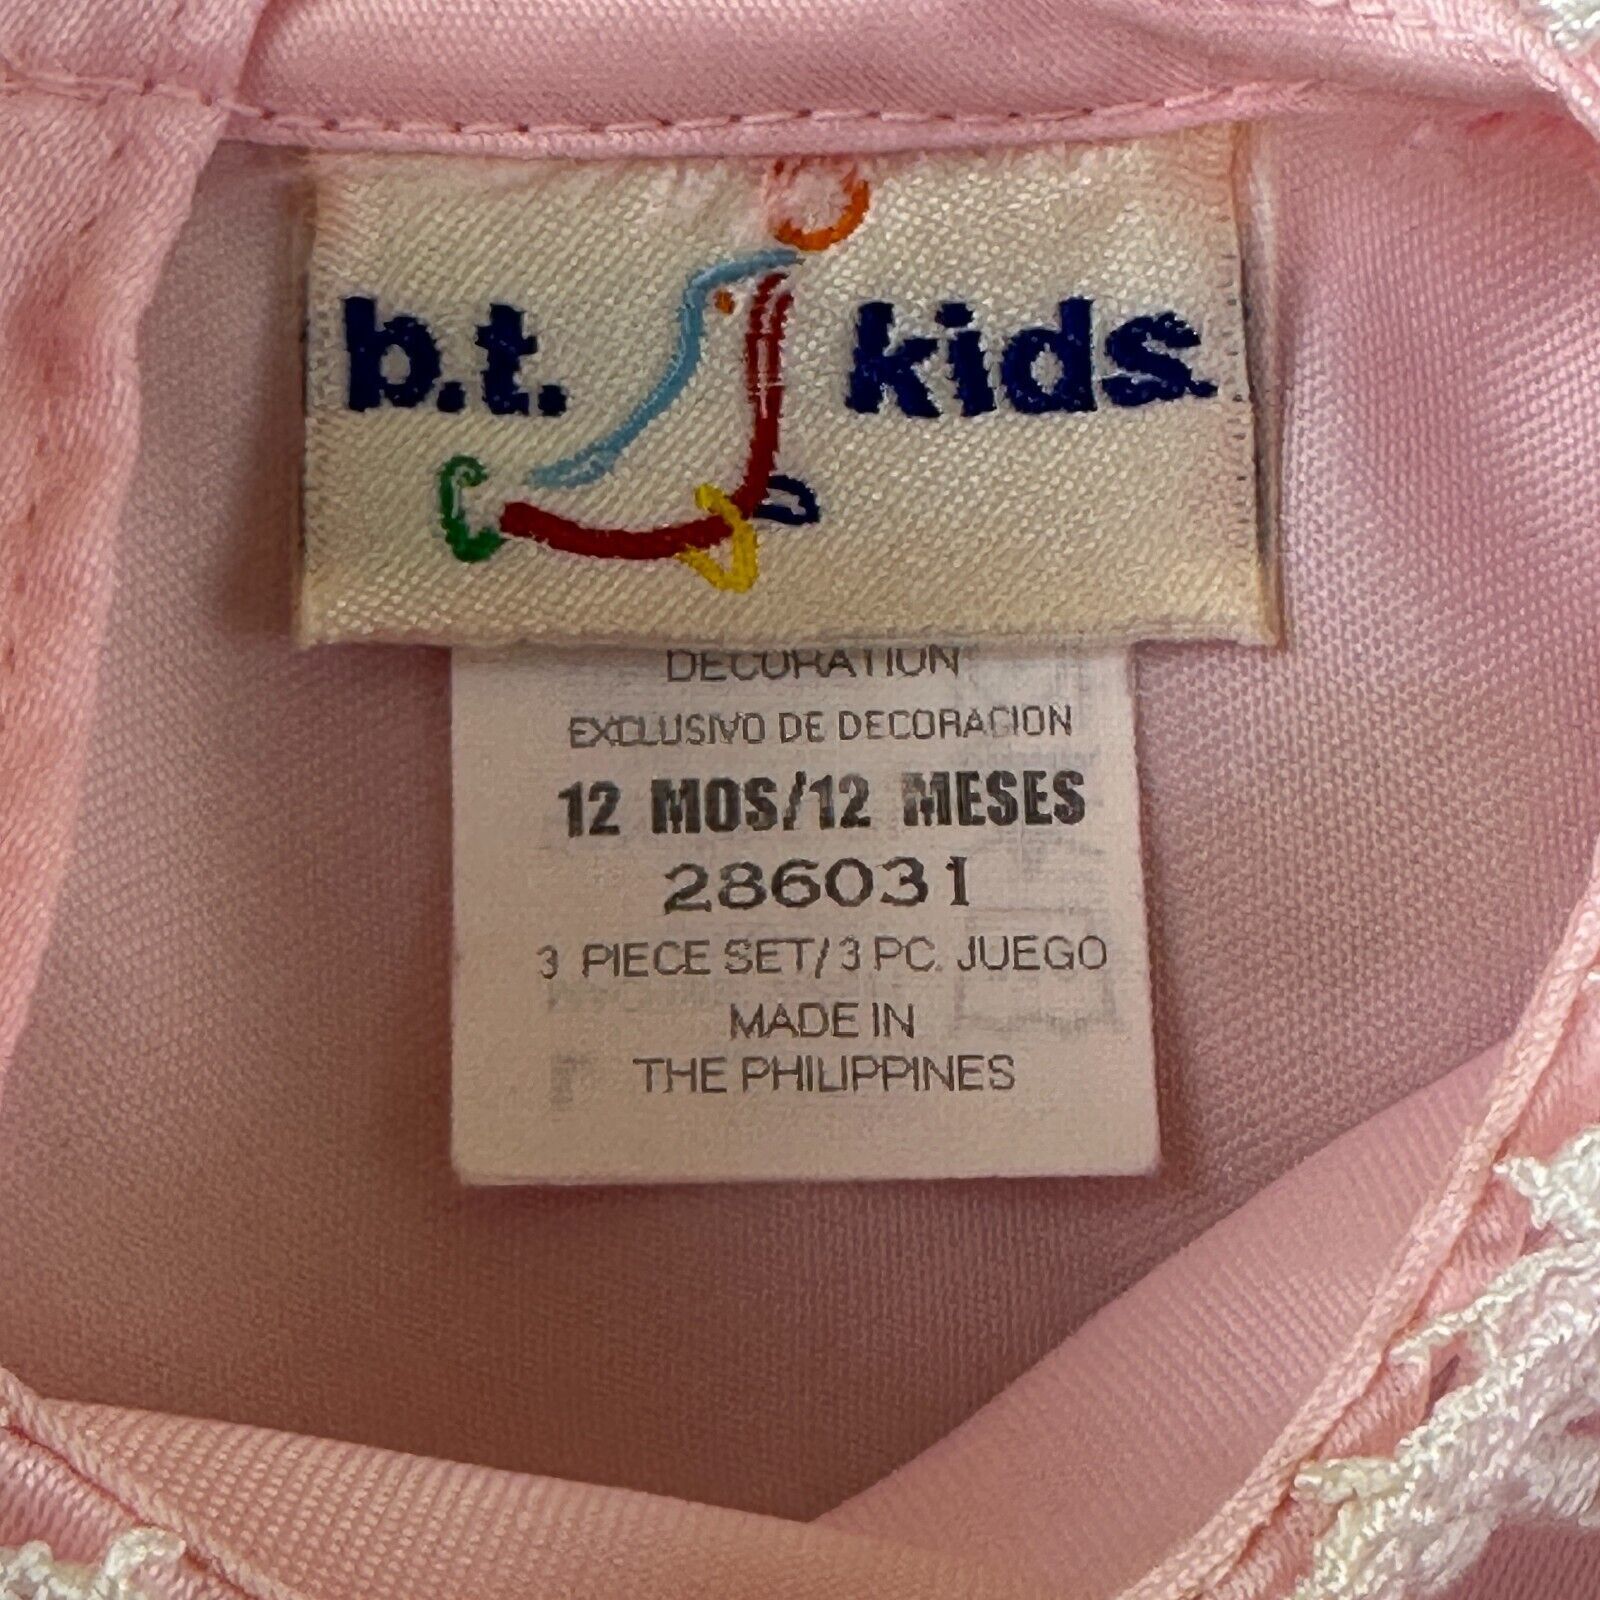 b.t. kids.
DECORATION
EXCLUSIVO DE DECORACION
12 MOS/12 MESES
286031
3 PIECE SET/3 PC. JUEGO
MADE IN
THE PHILIPPINES